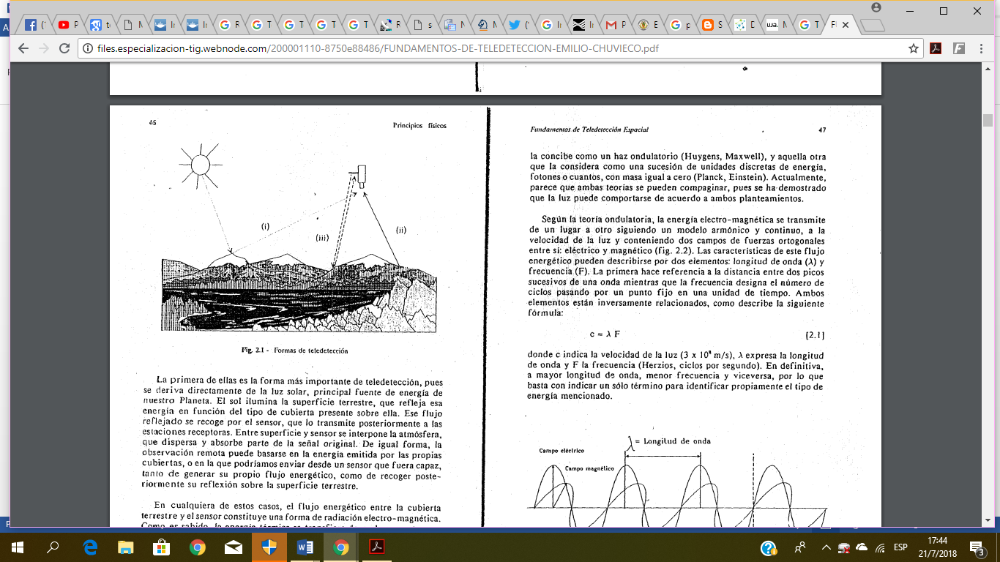 files.especializacion-tig.webnode.com/200001110-8750e88486/FUNDAMENTOS-DE-TELEDETECCION-EMILIO-CHUVIECO.pdf
46
Principios físicos
(i)
(iii)
(ii)
Fig. 2.1 - Formas de teledetección
La primera de ellas es la forma más importante de teledetección, pues
se deriva directamente de la luz solar, principal fuente de energía de
nuestro Planeta. El sol ilumina la superficie terrestre, que refleja esa
energía en función del tipo de cubierta presente sobre ella. Ese flujo
reflejado se recoge por el sensor, que lo transmite posteriormente a las
estaciones receptoras. Entre superficie y sensor se interpone la atmósfera,
que dispersa y absorbe parte de la señal original. De igual forma, la
observación remota puede basarse en la energía emitida por las propias
cubiertas, o en la que podríamos enviar desde un sensor que fuera capaz,
tanto de generar su propio flujo energético, como de recoger poste-
riormente su reflexión sobre la superficie terrestre.
En cualquiera de estos casos, el flujo energético entre la cubierta
terrestre y el sensor constituye una forma de radiación electro-magnética.
Fundamentos de Teledetección Espacial
47
la concibe como un haz ondulatorio (Huygens, Maxwell), y aquella otra
que la considera como una sucesión de unidades discretas de energía,
fotones o cuantos, con masa igual a cero (Planck, Einstein). Actualmente,
parece que ambas teorías se pueden compaginar, pues se ha demostrado
que la luz puede comportarse de acuerdo a ambos planteamientos.
Según la teoría ondulatoria, la energía electro-magnética se transmite
de un lugar a otro siguiendo un modelo armónico y continuo, a la
velocidad de la luz y conteniendo dos campos de fuerzas ortogonales
entre sí: eléctrico y magnético (fig. 2.2). Las características de este flujo
energético pueden describirse por dos elementos: longitud de onda (λ) y
frecuencia (F). La primera hace referencia a la distancia entre dos picos
sucesivos de una onda mientras que la frecuencia designa el número de
ciclos pasando por un punto fijo en una unidad de tiempo. Ambos
elementos están inversamente relacionados, como describe la siguiente
fórmula:
c = λ F [2.1]
donde c indica la velocidad de la luz (3 x 10⁸ m/s), λ expresa la longitud
de onda y F la frecuencia (Herzios, ciclos por segundo). En definitiva,
a mayor longitud de onda, menor frecuencia y viceversa, por lo que
basta con indicar un sólo término para identificar propiamente el tipo de
energía mencionado.
λ = Longitud de onda
Campo eléctrico
Campo magnético
ESP
17:44
21/7/2018
3